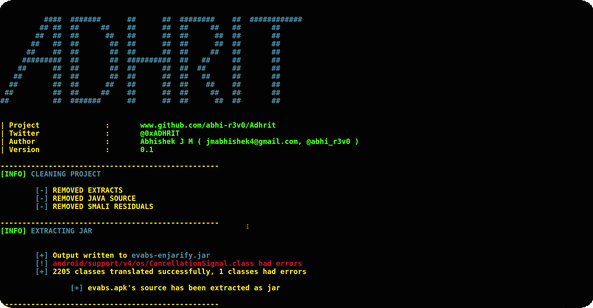 ADHRIT
| Project : www.github.com/abhi-r3v0/Adhrit
| Twitter : @0xADHRIT
| Author : Abhishek J M ( jmabhishek4@gmail.com, @abhi_r3v0 )
| Version : 0.1
--------------------------------------------------
[INFO] CLEANING PROJECT
[-] REMOVED EXTRACTS
[-] REMOVED JAVA SOURCE
[-] REMOVED SMALI RESIDUALS
--------------------------------------------------
[INFO] EXTRACTING JAR
[+] Output written to evabs-enjarify.jar
[!] android/support/v4/os/CancellationSignal.class had errors
[+] 2205 classes translated successfully, 1 classes had errors
[+] evabs.apk's source has been extracted as jar
--------------------------------------------------